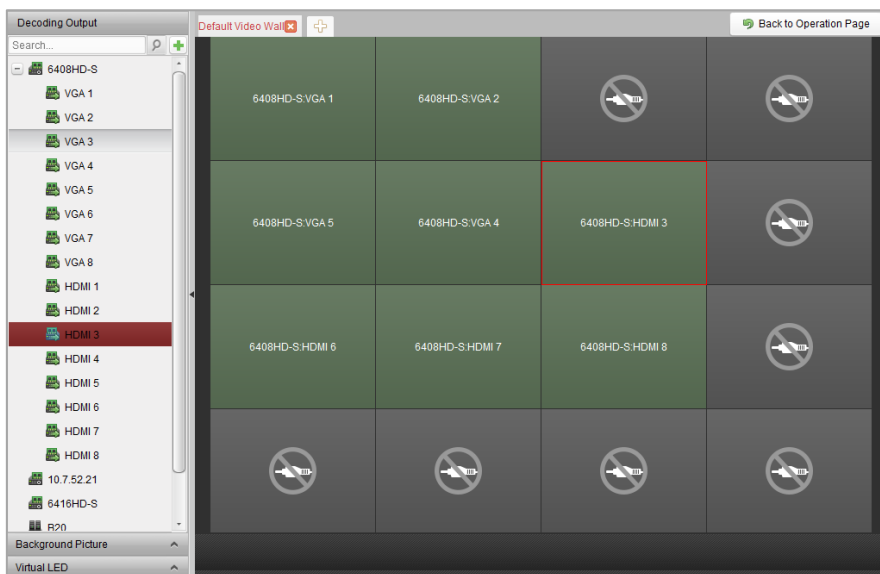 Decoding Output
Default Video Wall
Back to Operation Page
Search...
6408HD-S
VGA 1
VGA 2
VGA 3
VGA 4
VGA 5
VGA 6
VGA 7
VGA 8
HDMI 1
HDMI 2
HDMI 3
HDMI 4
HDMI 5
HDMI 6
HDMI 7
HDMI 8
10.7.52.21
6416HD-S
B20
Background Picture
Virtual LED
6408HD-S:VGA 1 6408HD-S:VGA 2
6408HD-S:VGA 5 6408HD-S:VGA 4 6408HD-S:HDMI 3
6408HD-S:HDMI 6 6408HD-S:HDMI 7 6408HD-S:HDMI 8